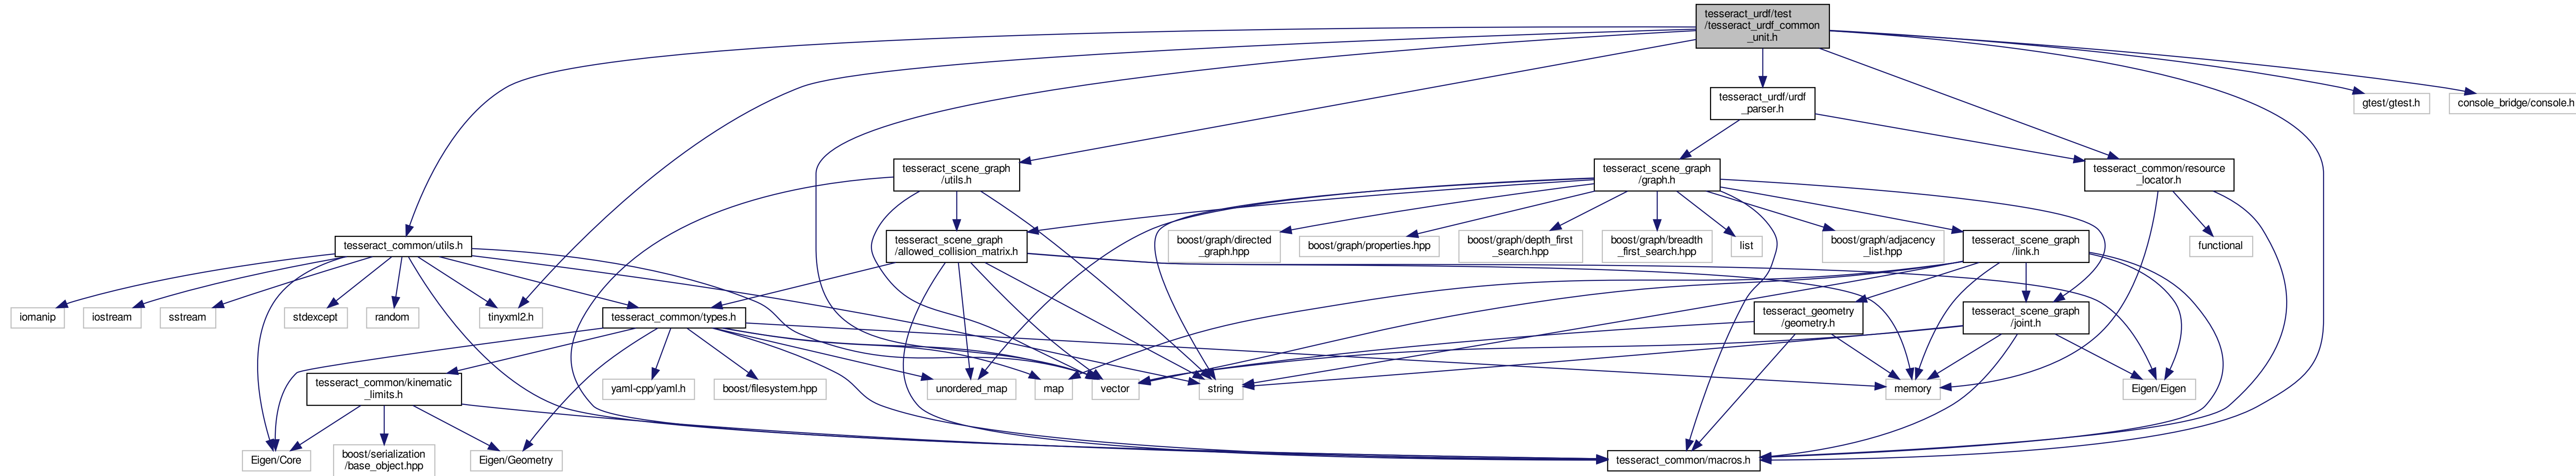 tesseract_urdf/test
/tesseract_urdf_common
_unit.h
tesseract_urdf/urdf
_parser.h
gtest/gtest.h
console_bridge/console.h
tesseract_scene_graph
/utils.h
tesseract_scene_graph
/graph.h
tesseract_common/resource
_locator.h
tesseract_common/utils.h
tesseract_scene_graph
/allowed_collision_matrix.h
boost/graph/directed
_graph.hpp
boost/graph/properties.hpp
boost/graph/depth_first
_search.hpp
boost/graph/breadth
_first_search.hpp
list
boost/graph/adjacency
_list.hpp
tesseract_scene_graph
/link.h
functional
iomanip
iostream
sstream
stdexcept
random
tinyxml2.h
tesseract_common/types.h
tesseract_geometry
/geometry.h
tesseract_scene_graph
/joint.h
tesseract_common/kinematic
_limits.h
yaml-cpp/yaml.h
boost/filesystem.hpp
unordered_map
map
vector
string
memory
Eigen/Eigen
Eigen/Core
boost/serialization
/base_object.hpp
Eigen/Geometry
tesseract_common/macros.h